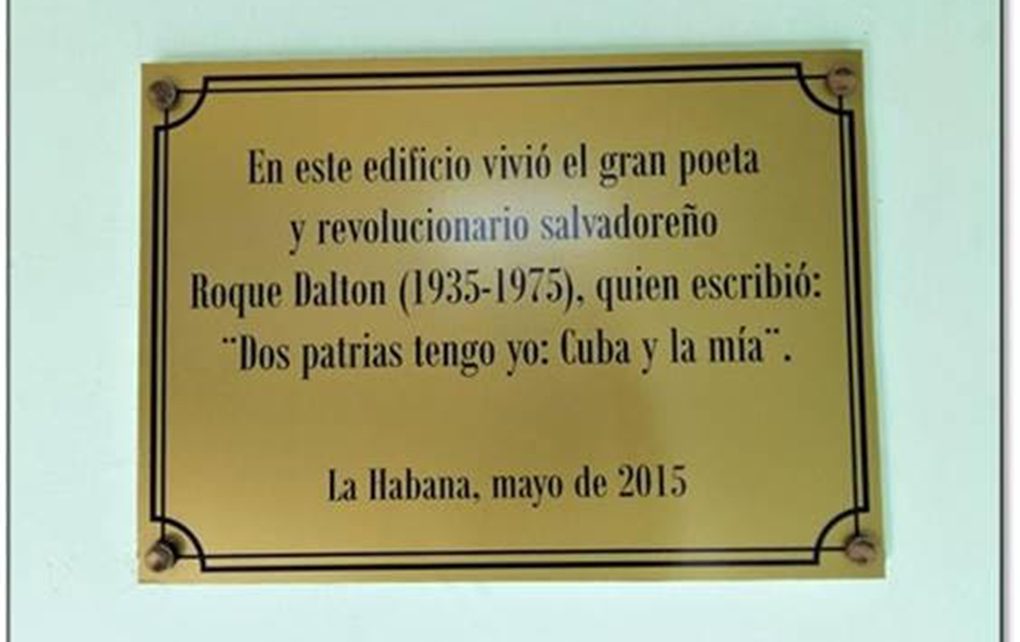 En este edificio vivió el gran poeta
y revolucionario salvadoreño
Roque Dalton (1935-1975), quien escribió:
¨Dos patrias tengo yo: Cuba y la mía¨.
La Habana, mayo de 2015